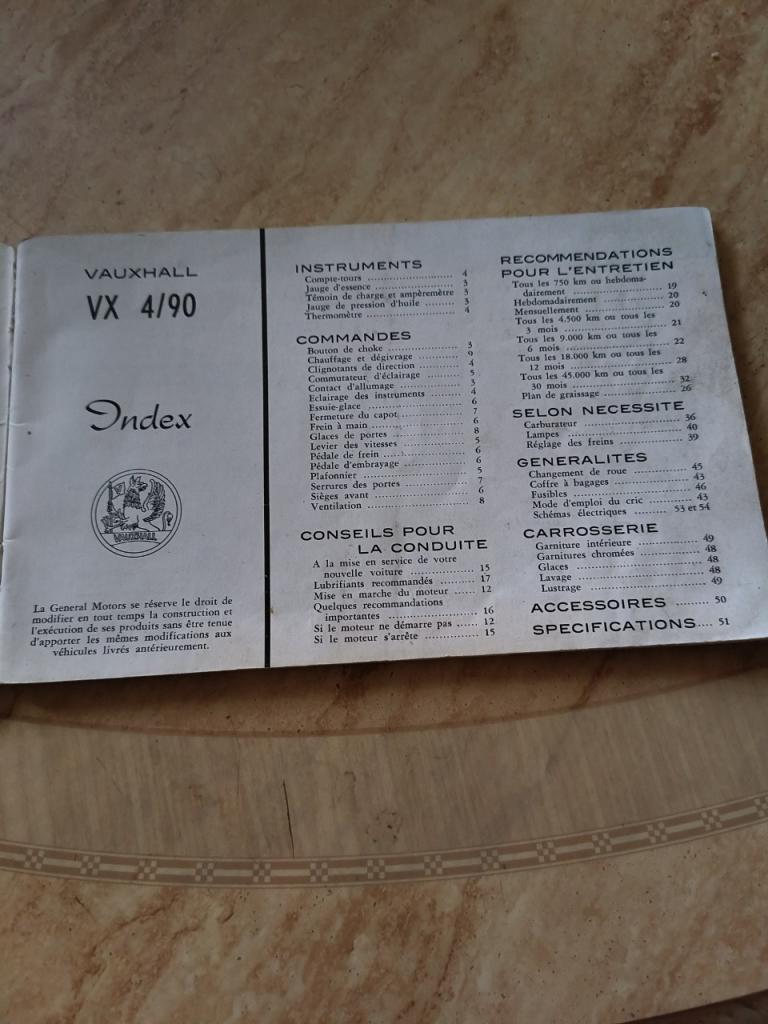 VAUXHALL
VX 4/90
Index
VAUXHALL
La General Motors se réserve le droit de
modifier en tout temps la construction et
l'exécution de ses produits sans être tenue
d'apporter les mêmes modifications aux
véhicules livrés antérieurement.
INSTRUMENTS
Compte-tours ........................ 4
Jauge d'essence ........................ 3
Témoin de charge et ampèremètre 3
Jauge de pression d'huile ........ 3
Thermomètre ........................ 4
COMMANDES
Bouton de choke .................... 3
Chauffage et dégivrage ............ 9
Clignotants de direction ............ 4
Commutateur d'éclairage ............ 5
Contact d'allumage .................... 3
Eclairage des instruments ............ 4
Essuie-glace ........................ 6
Fermeture du capot .................... 7
Frein à main ........................ 6
Glaces de portes .................... 8
Levier des vitesses .................... 5
Pédale de frein ........................ 6
Pédale d'embrayage .................... 6
Plafonnier ........................ 5
Serrures des portes .................... 7
Sièges avant ........................ 6
Ventilation ........................ 8
CONSEILS POUR
LA CONDUITE
A la mise en service de votre
nouvelle voiture .................... 15
Lubrifiants recommandés ........ 17
Mise en marche du moteur ...... 12
Quelques recommandations
importantes ........................ 16
Si le moteur ne démarre pas ...... 12
Si le moteur s'arrête ................ 15
RECOMMENDATIONS
POUR L'ENTRETIEN
Tous les 750 km ou hebdoma-
dairement ........................ 19
Hebdomadairement .................... 20
Mensuellement ........................ 20
Tous les 4.500 km ou tous les
3 mois ........................ 21
Tous les 9.000 km ou tous les
6 mois ........................ 22
Tous les 18.000 km ou tous les
12 mois ........................ 28
Tous les 45.000 km ou tous les
30 mois ........................ 32
Plan de graissage .................... 26
SELON NECESSITE
Carburateur ........................ 36
Lampes ........................ 40
Réglage des freins .................... 39
GENERALITES
Changement de roue ................ 45
Coffre à bagages .................... 43
Fusibles ........................ 46
Mode d'emploi du cric ............ 43
Schémas électriques ......... 53 et 54
CARROSSERIE
Garniture intérieure ................ 49
Garnitures chromées ................ 48
Glaces ........................ 48
Lavage ........................ 48
Lustrage ........................ 49
ACCESSOIRES ......... 50
SPECIFICATIONS.... 51